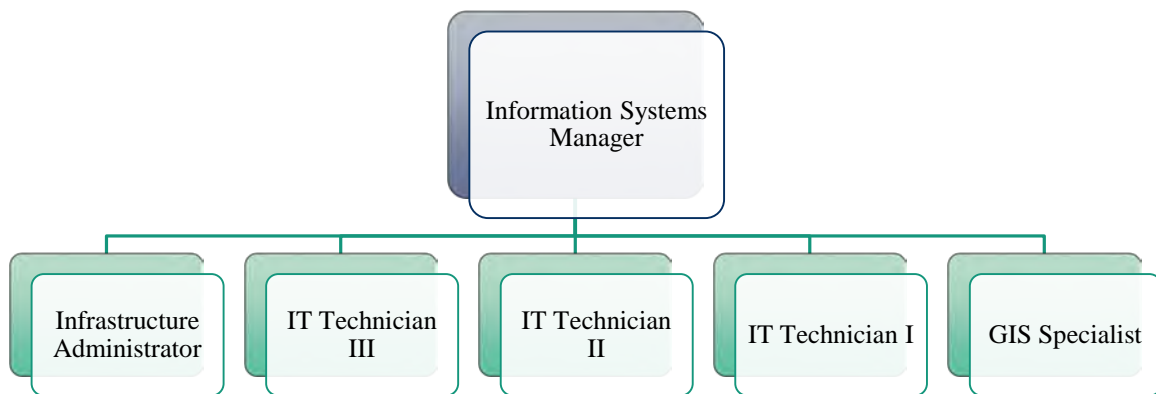 Information Systems
Manager
Infrastructure
Administrator
IT Technician
III
IT Technician
II
IT Technician I
GIS Specialist